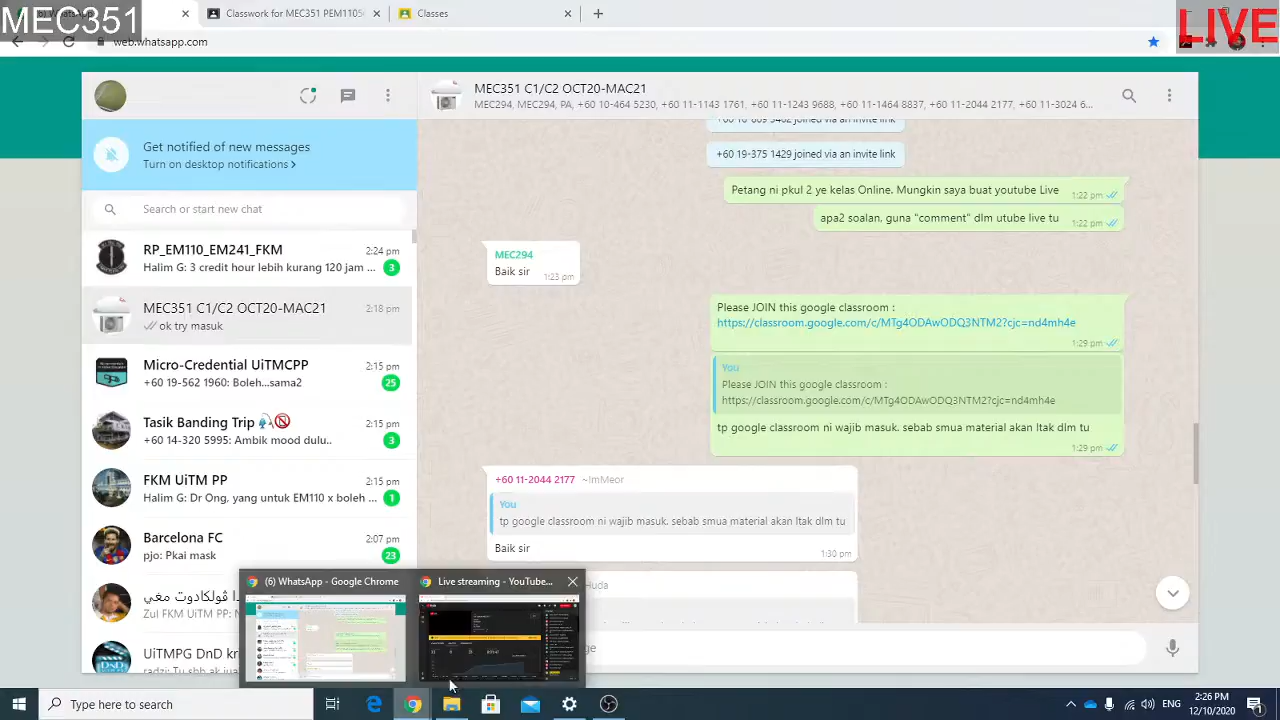 MEC351
LIVE
(6) WhatsApp
Classwork for MEC351 PEM1105
Classes
web.whatsapp.com
MEC351 C1/C2 OCT20-MAC21
MEC294, MEC294, PA, +60 10-464 5230, +60 11-1143 1761, +60 11-1243 9588, +60 11-1464 8837, +60 11-2044 2177, +60 11-3024 6...
Get notified of new messages
Turn on desktop notifications >
Search or start new chat
RP_EM110_EM241_FKM
2:24 pm
Halim G: 3 credit hour lebih kurang 120 jam ...
3
MEC351 C1/C2 OCT20-MAC21
2:18 pm
ok try masuk
Micro-Credential UiTMCPP
2:15 pm
+60 19-562 1960: Boleh...sama2
25
Tasik Banding Trip
2:15 pm
+60 14-320 5995: Ambik mood dulu..
3
FKM UiTM PP
2:15 pm
Halim G: Dr Ong, yang untuk EM110 x boleh ...
1
Barcelona FC
2:07 pm
pjo: Pkai mask
23
joined via an invite link
+60 19-375 1429 joined via an invite link
Petang ni pkul 2 ye kelas Online. Mungkin saya buat youtube Live
1:22 pm
apa2 soalan, guna "comment" dlm utube live tu
1:22 pm
MEC294
Baik sir
1:23 pm
Please JOIN this google classroom :
https://classroom.google.com/c/MTg4ODAwODQ3NTM2?cjc=nd4mh4e
1:29 pm
You
Please JOIN this google classroom :
https://classroom.google.com/c/MTg4ODAwODQ3NTM2?cjc=nd4mh4e
tp google classroom ni wajib masuk. sebab smua material akan ltak dlm tu
1:29 pm
+60 11-2044 2177 ~ImMeor
You
tp google classroom ni wajib masuk. sebab smua material akan ltak dlm tu
Baik sir
1:30 pm
Huda
(6) WhatsApp - Google Chrome
Live streaming - YouTube...
Type here to search
ENG
2:26 PM
12/10/2020
1